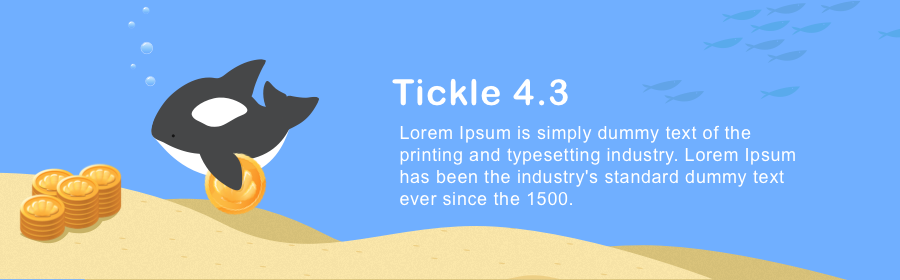 Tickle 4.3
Lorem Ipsum is simply dummy text of the
printing and typesetting industry. Lorem Ipsum
has been the industry's standard dummy text
ever since the 1500.